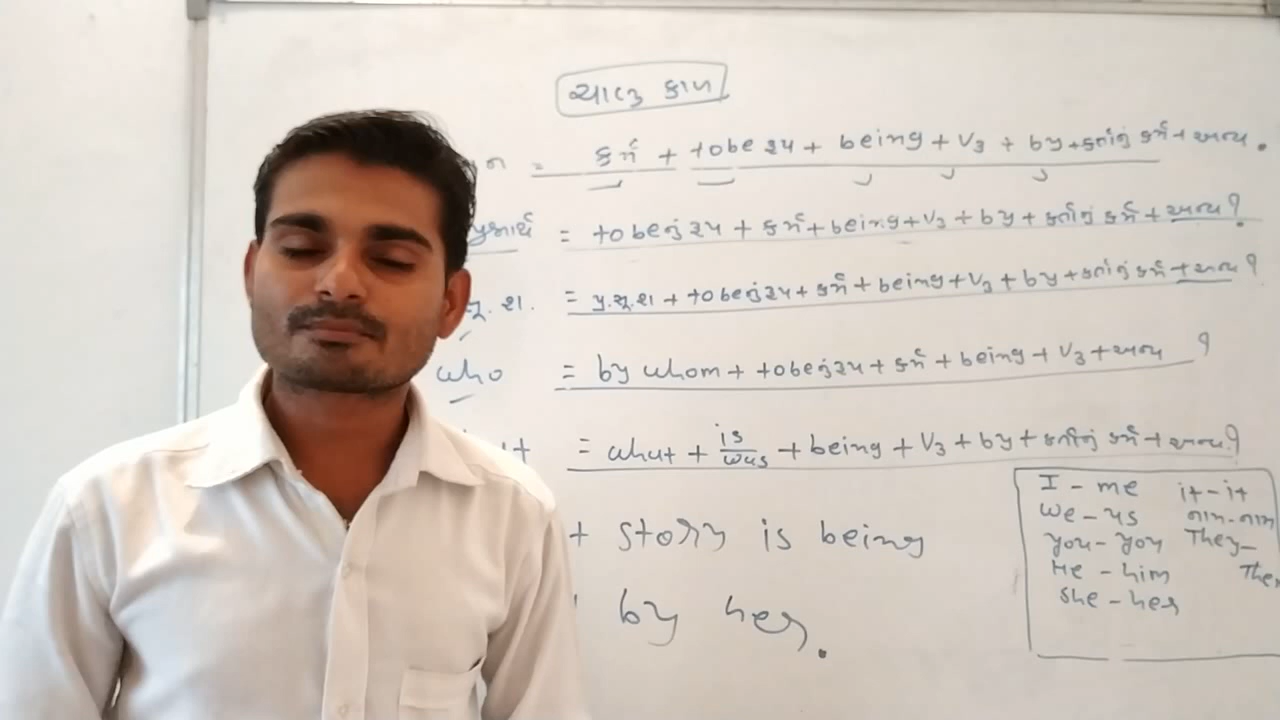 ચાલુ કાળ
ન = કર્મ + tobe રૂપ + being + V3 + by + કર્તાનું કર્મ + અન્ય.
પ્રશ્નાર્થ = tobeનું રૂપ + કર્મ + being + V3 + by + કર્તાનું કર્મ + અન્ય?
સૂ. શ. = પ્ર.સૂ.શ + tobeનું રૂપ + કર્મ + being + V3 + by + કર્તાનું કર્મ + અન્ય?
who = by whom + tobeનું રૂપ + કર્મ + being + V3 + અન્ય ?
t = what + is/was + being + V3 + by + કર્તાનું કર્મ + અન્ય?
t story is being
by her.
I - me it - it
we - us નામ - નામ
you - you They -
He - him The
she - her